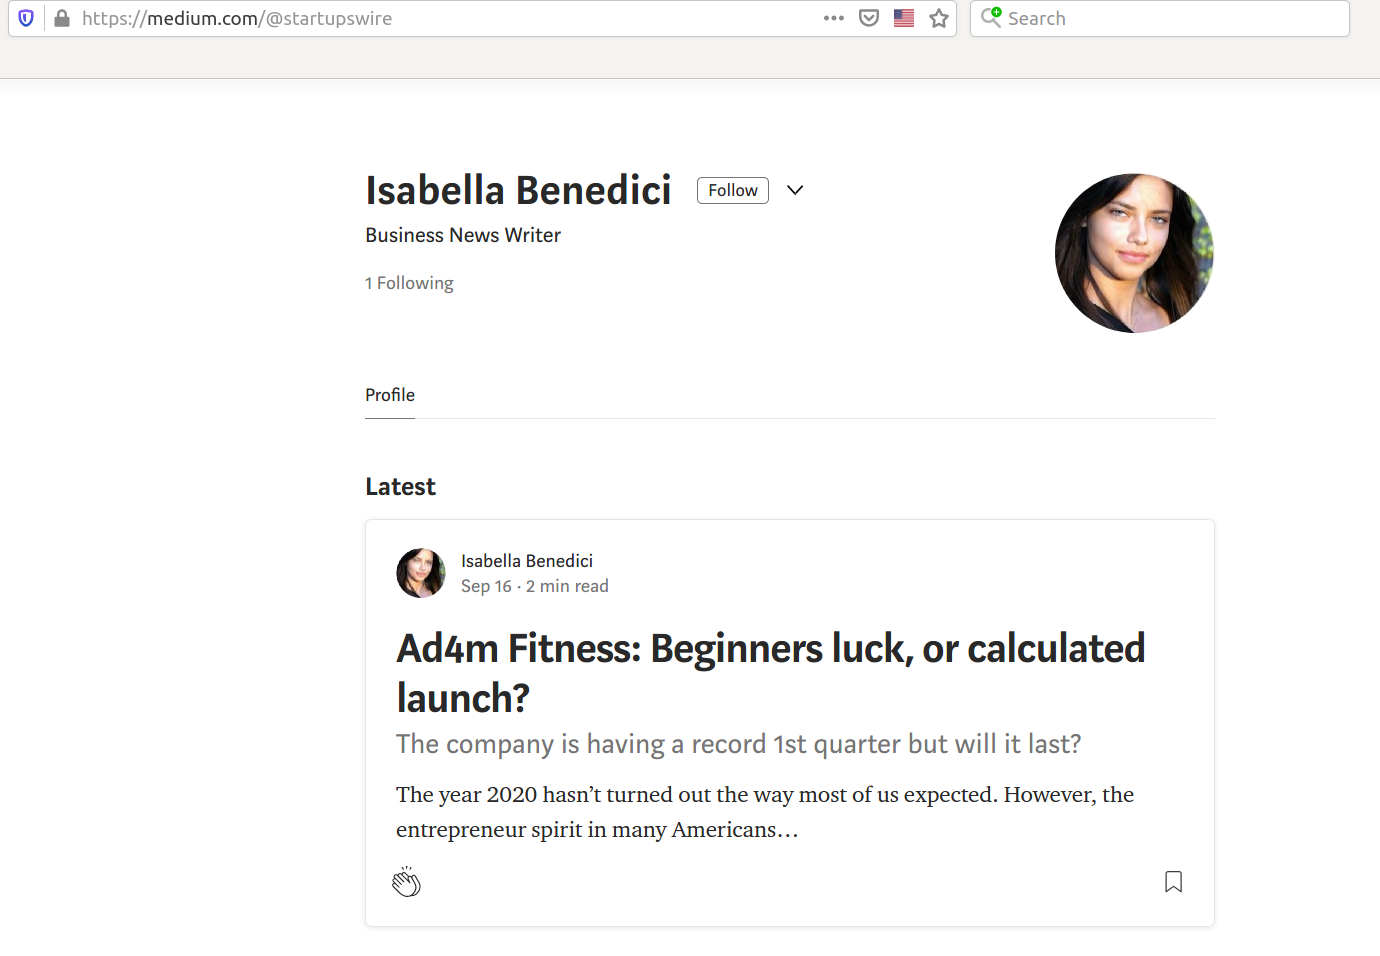 https://medium.com/@startupswire
Search
Isabella Benedici
Follow
Business News Writer
1 Following
Profile
Latest
Isabella Benedici
Sep 16 · 2 min read
Ad4m Fitness: Beginners luck, or calculated
launch?
The company is having a record 1st quarter but will it last?
The year 2020 hasn’t turned out the way most of us expected. However, the
entrepreneur spirit in many Americans…